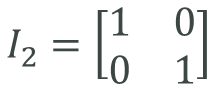 I₂ = [1 0
0 1]